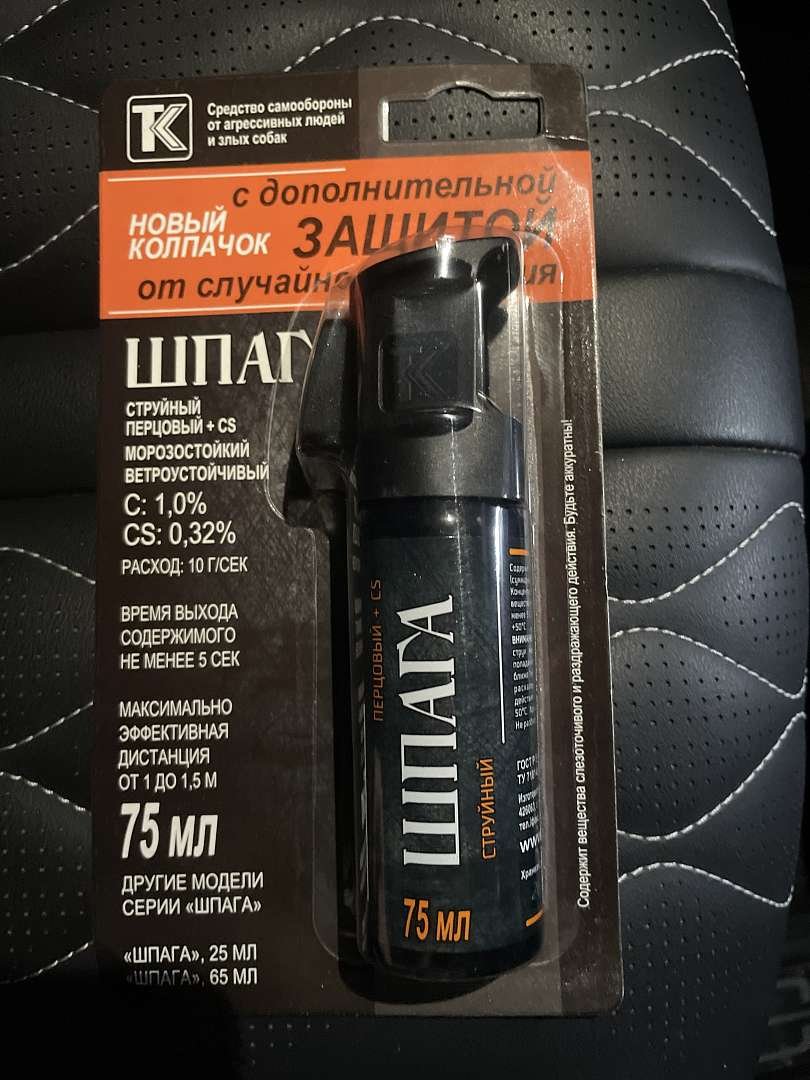 ТК
Средство самообороны
от агрессивных людей
и злых собак
с дополнительной
НОВЫЙ
КОЛПАЧОК
ЗАЩИТОЙ
от
ШПАГ
СТРУЙНЫЙ
ПЕРЦОВЫЙ + CS
МОРОЗОСТОЙКИЙ
ВЕТРОУСТОЙЧИВЫЙ
С: 1,0%
CS: 0,32%
РАСХОД: 10 Г/СЕК
ВРЕМЯ ВЫХОДА
СОДЕРЖИМОГО
НЕ МЕНЕЕ 5 СЕК
МАКСИМАЛЬНО
ЭФФЕКТИВНАЯ
ДИСТАНЦИЯ
ОТ 1 ДО 1,5 М
75 МЛ
ДРУГИЕ МОДЕЛИ
СЕРИИ «ШПАГА»
«ШПАГА», 25 МЛ
«ШПАГА», 65 МЛ
ТК
ПЕРЦОВЫЙ + CS
ШПАГА
СТРУЙНЫЙ
75 МЛ
ГОСТ Р
Содержит вещества слезоточивого и раздражающего действия. Будьте аккуратны!